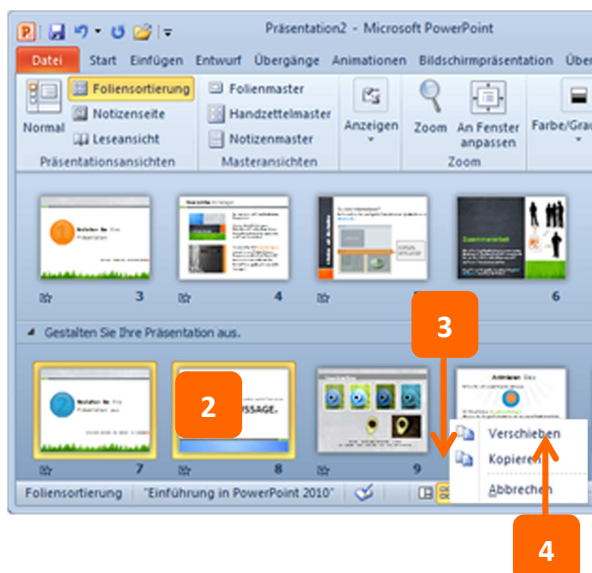 Präsentation2 - Microsoft PowerPoint
Datei Start Einfügen Entwurf Übergänge Animationen Bildschirmpräsentation Über
Foliensortierung
Notizenseite
Leseansicht
Normal
Präsentationsansichten
Folienmaster
Handzettelmaster
Notizenmaster
Masteransichten
Anzeigen
Zoom
An Fenster
anpassen
Zoom
Farbe/Grau
3 4 6
3
Gestalten Sie Ihre Präsentation aus.
2
SSAGE.
7 8 9
Verschieben
Kopieren
Abbrechen
Foliensortierung "Einführung in PowerPoint 2010"
4